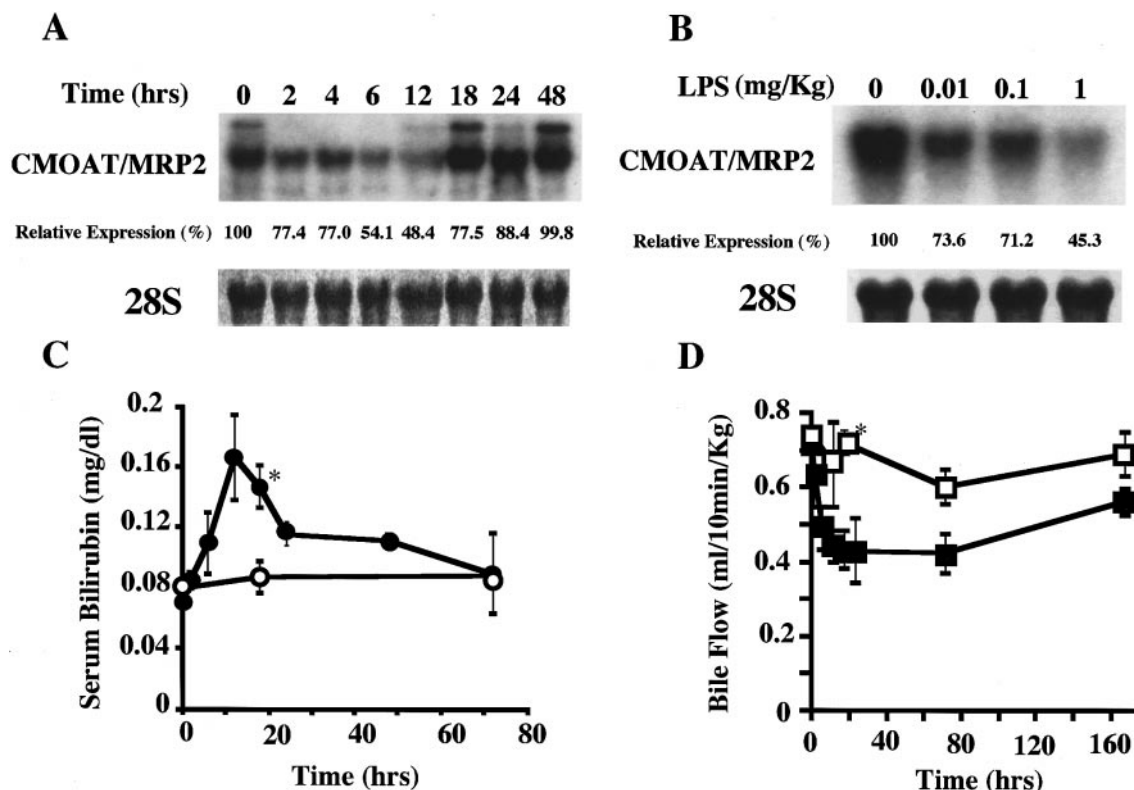 A
Time (hrs) 0 2 4 6 12 18 24 48
CMOAT/MRP2
Relative Expression (%) 100 77.4 77.0 54.1 48.4 77.5 88.4 99.8
28S
B
LPS (mg/Kg) 0 0.01 0.1 1
CMOAT/MRP2
Relative Expression (%) 100 73.6 71.2 45.3
28S
C
Serum Bilirubin (mg/dl)
0.2
0.16
0.12
0.08
0.04
0
*
0 20 40 60 80
Time (hrs)
D
Bile Flow (ml/10min/Kg)
0.8
0.6
0.4
0.2
0
*
0 40 80 120 160
Time (hrs)